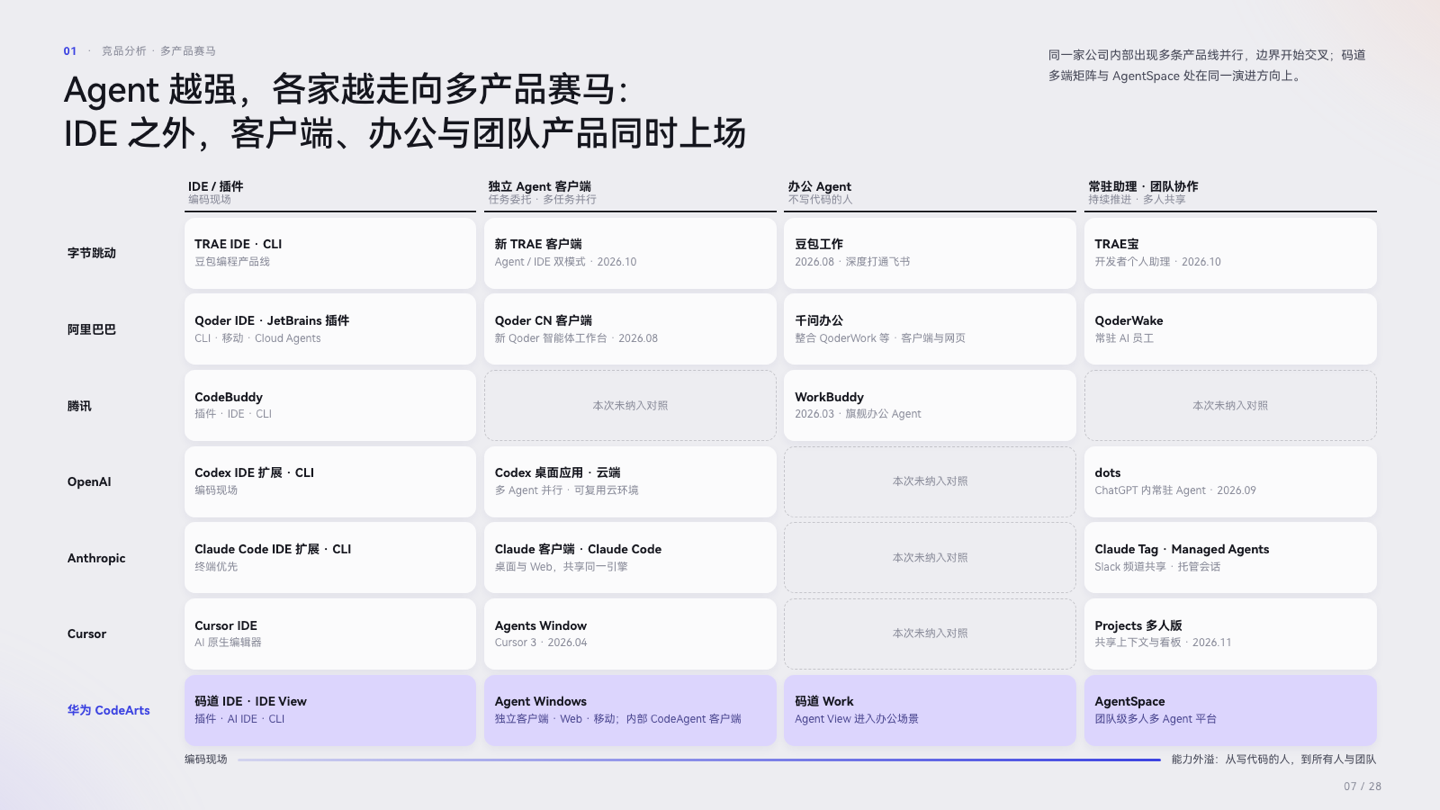 01 · 竞品分析 · 多产品赛马
同一家公司内部出现多条产品线并行，边界开始交叉；码道
多端矩阵与 AgentSpace 处在同一演进方向上。
Agent 越强，各家越走向多产品赛马：
IDE 之外，客户端、办公与团队产品同时上场
IDE / 插件
编码现场
独立 Agent 客户端
任务委托 · 多任务并行
办公 Agent
不写代码的人
常驻助理 · 团队协作
持续推进 · 多人共享
字节跳动
TRAE IDE · CLI
豆包编程产品线
新 TRAE 客户端
Agent / IDE 双模式 · 2026.10
豆包工作
2026.08 · 深度打通飞书
TRAE宝
开发者个人助理 · 2026.10
阿里巴巴
Qoder IDE · JetBrains 插件
CLI · 移动 · Cloud Agents
Qoder CN 客户端
新 Qoder 智能体工作台 · 2026.08
千问办公
整合 QoderWork 等 · 客户端与网页
QoderWake
常驻 AI 员工
腾讯
CodeBuddy
插件 · IDE · CLI
本次未纳入对照
WorkBuddy
2026.03 · 旗舰办公 Agent
本次未纳入对照
OpenAI
Codex IDE 扩展 · CLI
编码现场
Codex 桌面应用 · 云端
多 Agent 并行 · 可复用云环境
本次未纳入对照
dots
ChatGPT 内常驻 Agent · 2026.09
Anthropic
Claude Code IDE 扩展 · CLI
终端优先
Claude 客户端 · Claude Code
桌面与 Web，共享同一引擎
本次未纳入对照
Claude Tag · Managed Agents
Slack 频道共享 · 托管会话
Cursor
Cursor IDE
AI 原生编辑器
Agents Window
Cursor 3 · 2026.04
本次未纳入对照
Projects 多人版
共享上下文与看板 · 2026.11
华为 CodeArts
码道 IDE · IDE View
插件 · AI IDE · CLI
Agent Windows
独立客户端 · Web · 移动；内部 CodeAgent 客户端
码道 Work
Agent View 进入办公场景
AgentSpace
团队级多人多 Agent 平台
编码现场
能力外溢：从写代码的人，到所有人与团队
07 / 28